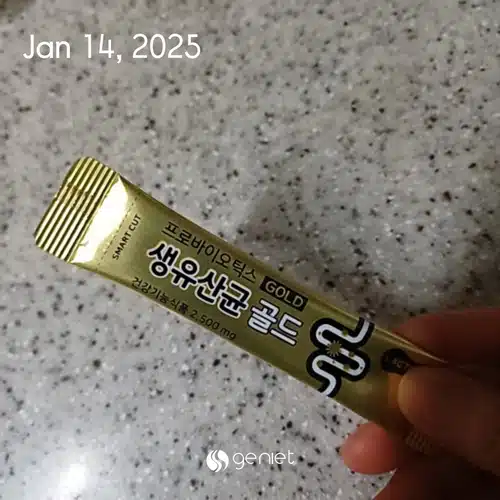 Jan 14, 2025
SMART CUT
프로바이오틱스 GOLD
생유산균 골드
건강기능식품 2,500 mg
geniet